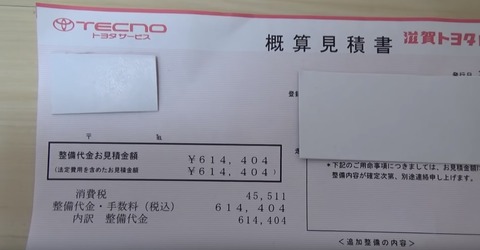 TECNO
トヨタサービス
概算見積書
滋賀トヨタ
発行日
登録
〒 ℡
整備代金お見積金額 ￥614,404
(法定費用を含めたお見積金額 ￥614,404)
*下記のご用命事項につきましては、お見積金額
整備内容が確定次第、別途連絡申し上げます。
消費税 45,511
整備代金・手数料(税込) 614,404
内訳 整備代金 614,404
＜追加整備の内容＞